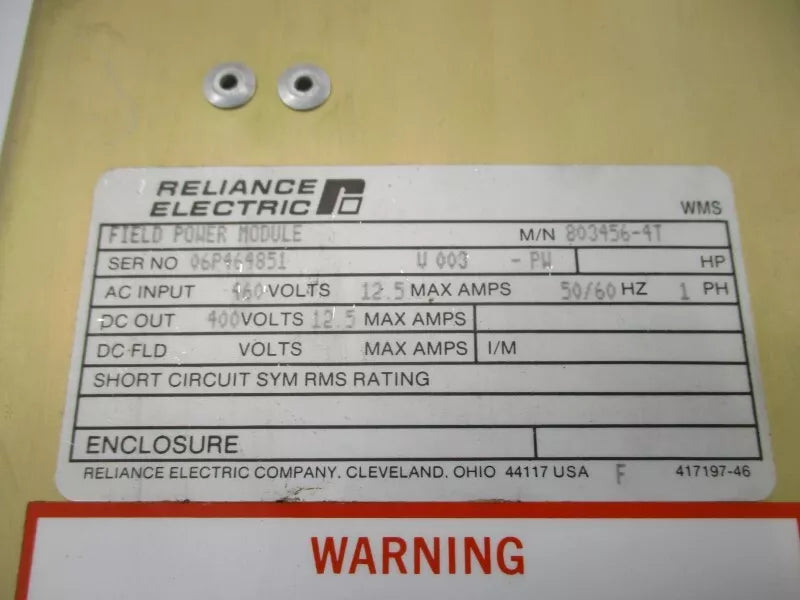 RELIANCE
ELECTRIC
WMS
FIELD POWER MODULE M/N 803456-4T
SER NO 06P464851 W 003 -PW HP
AC INPUT 460 VOLTS 12.5 MAX AMPS 50/60 HZ 1 PH
DC OUT 400 VOLTS 12.5 MAX AMPS
DC FLD VOLTS MAX AMPS I/M
SHORT CIRCUIT SYM RMS RATING
ENCLOSURE
RELIANCE ELECTRIC COMPANY, CLEVELAND, OHIO 44117 USA F 417197-46
WARNING